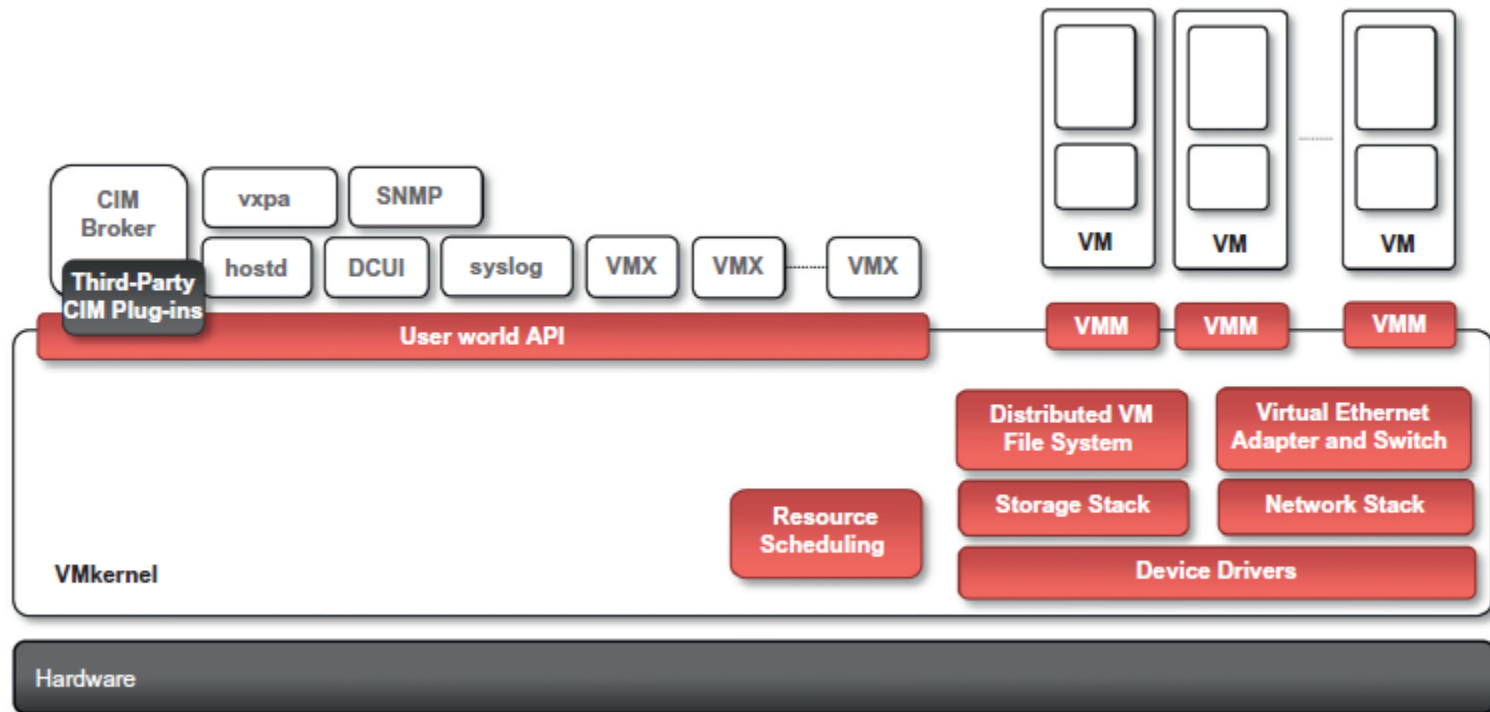 CIM
Broker
vxpa
SNMP
Third-Party
CIM Plug-ins
hostd
DCUI
syslog
VMX
VMX
VMX
VM
VM
VM
User world API
VMM
VMM
VMM
Distributed VM
File System
Virtual Ethernet
Adapter and Switch
Resource
Scheduling
Storage Stack
Network Stack
Device Drivers
VMkernel
Hardware